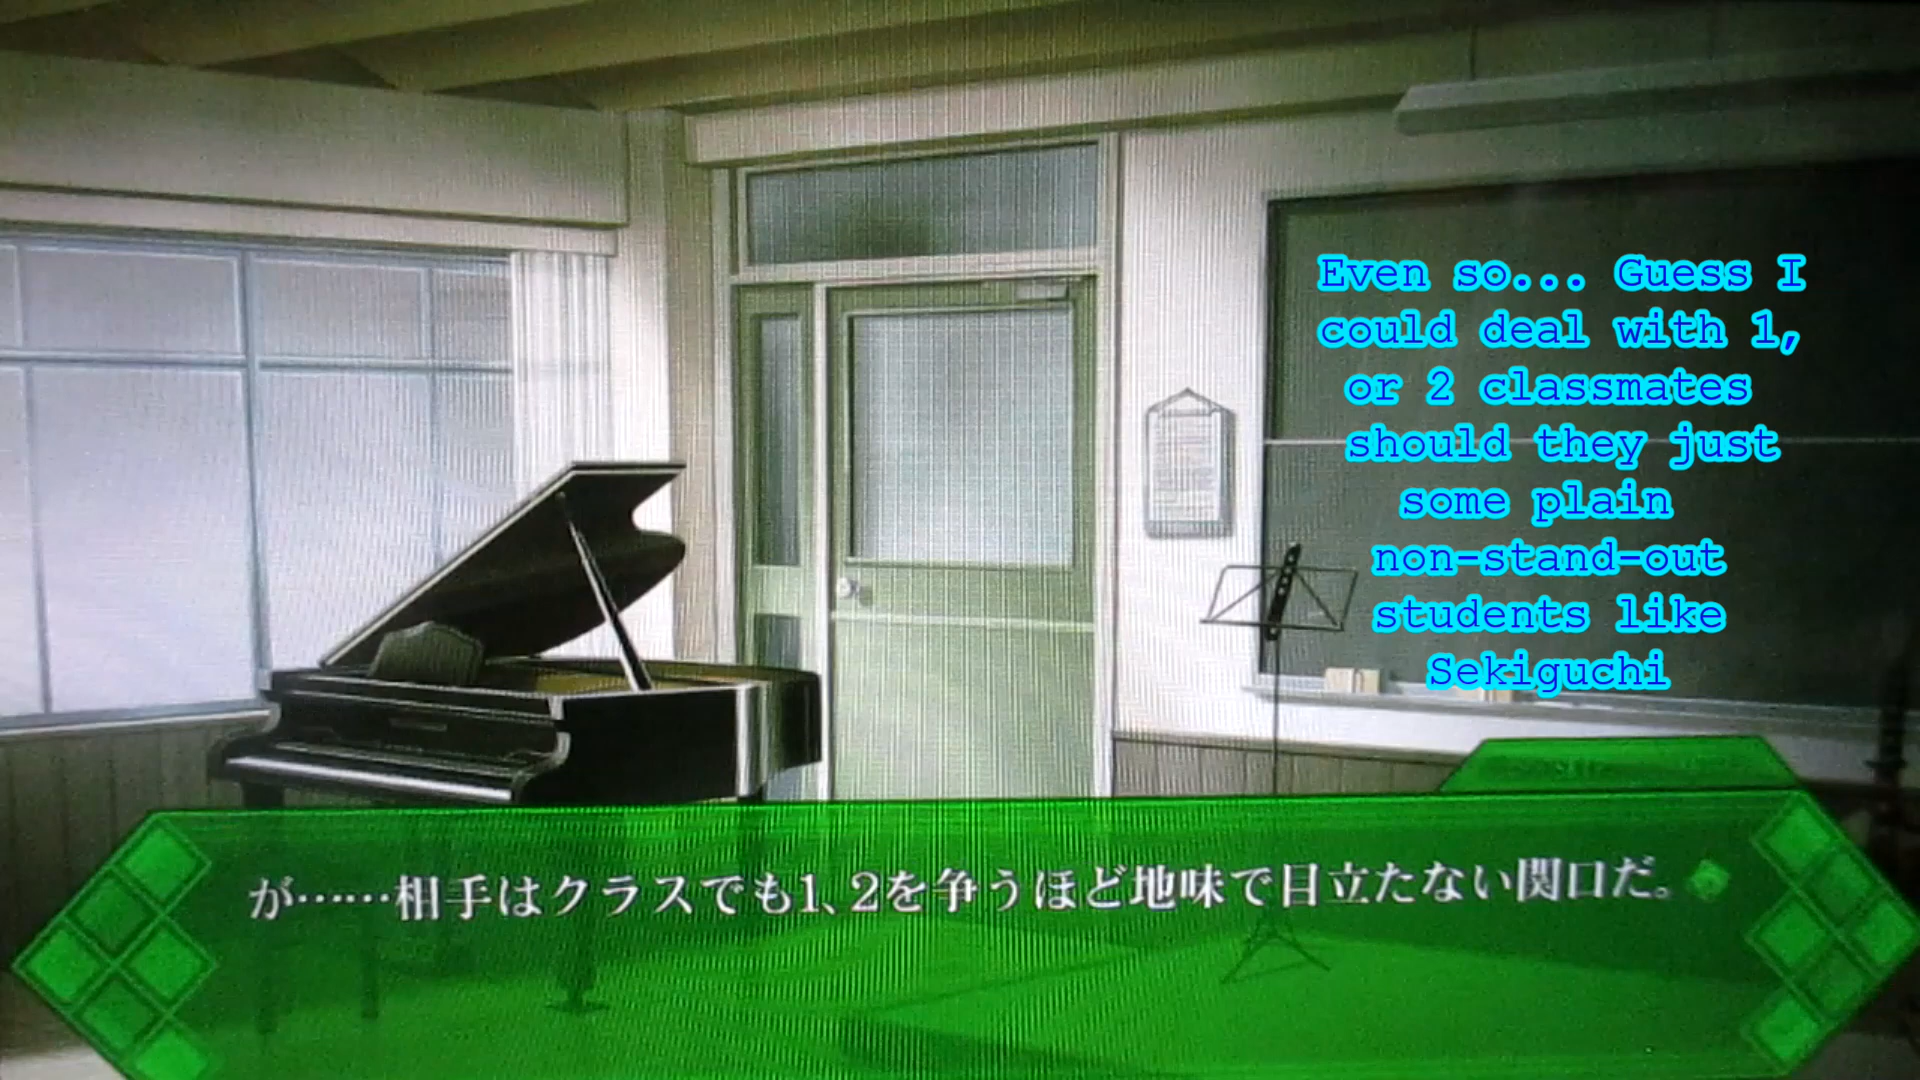 Even so... Guess I
could deal with 1,
or 2 classmates
should they just
some plain
non-stand-out
students like
Sekiguchi
が……相手はクラスでも1、2を争うほど地味で目立たない関口だ。